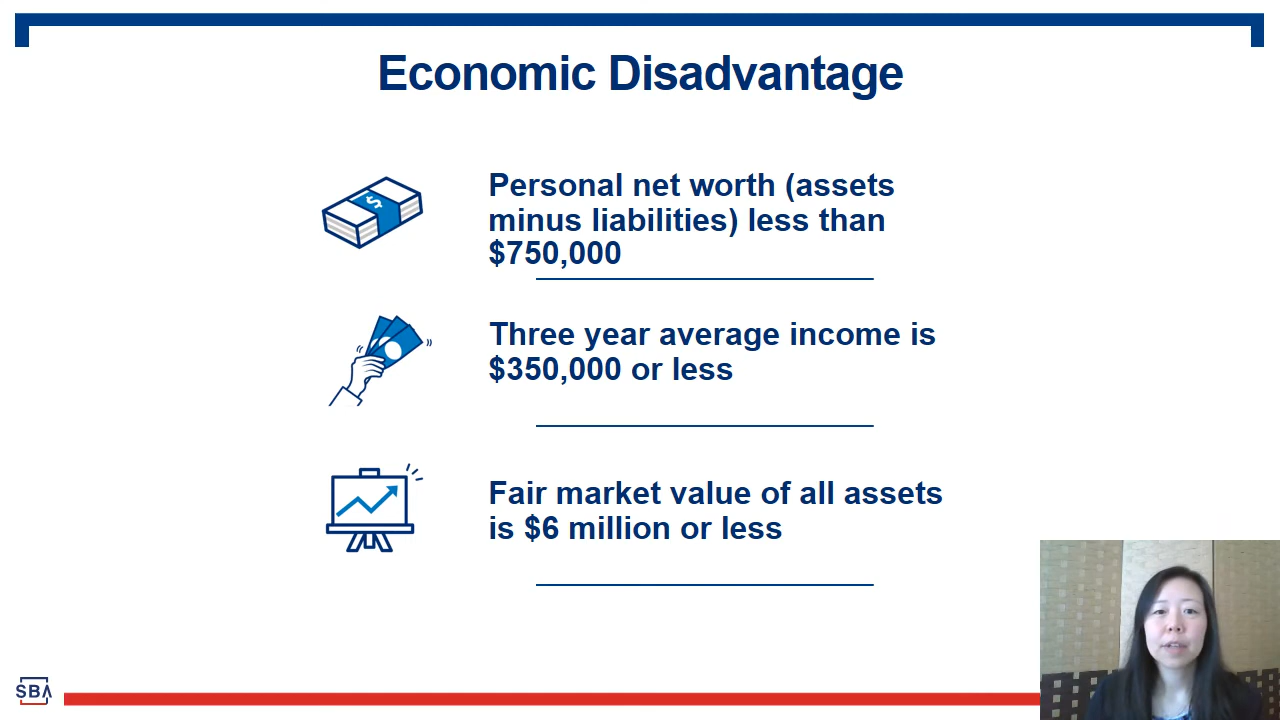 Economic Disadvantage
Personal net worth (assets
minus liabilities) less than
$750,000
Three year average income is
$350,000 or less
Fair market value of all assets
is $6 million or less
SBA